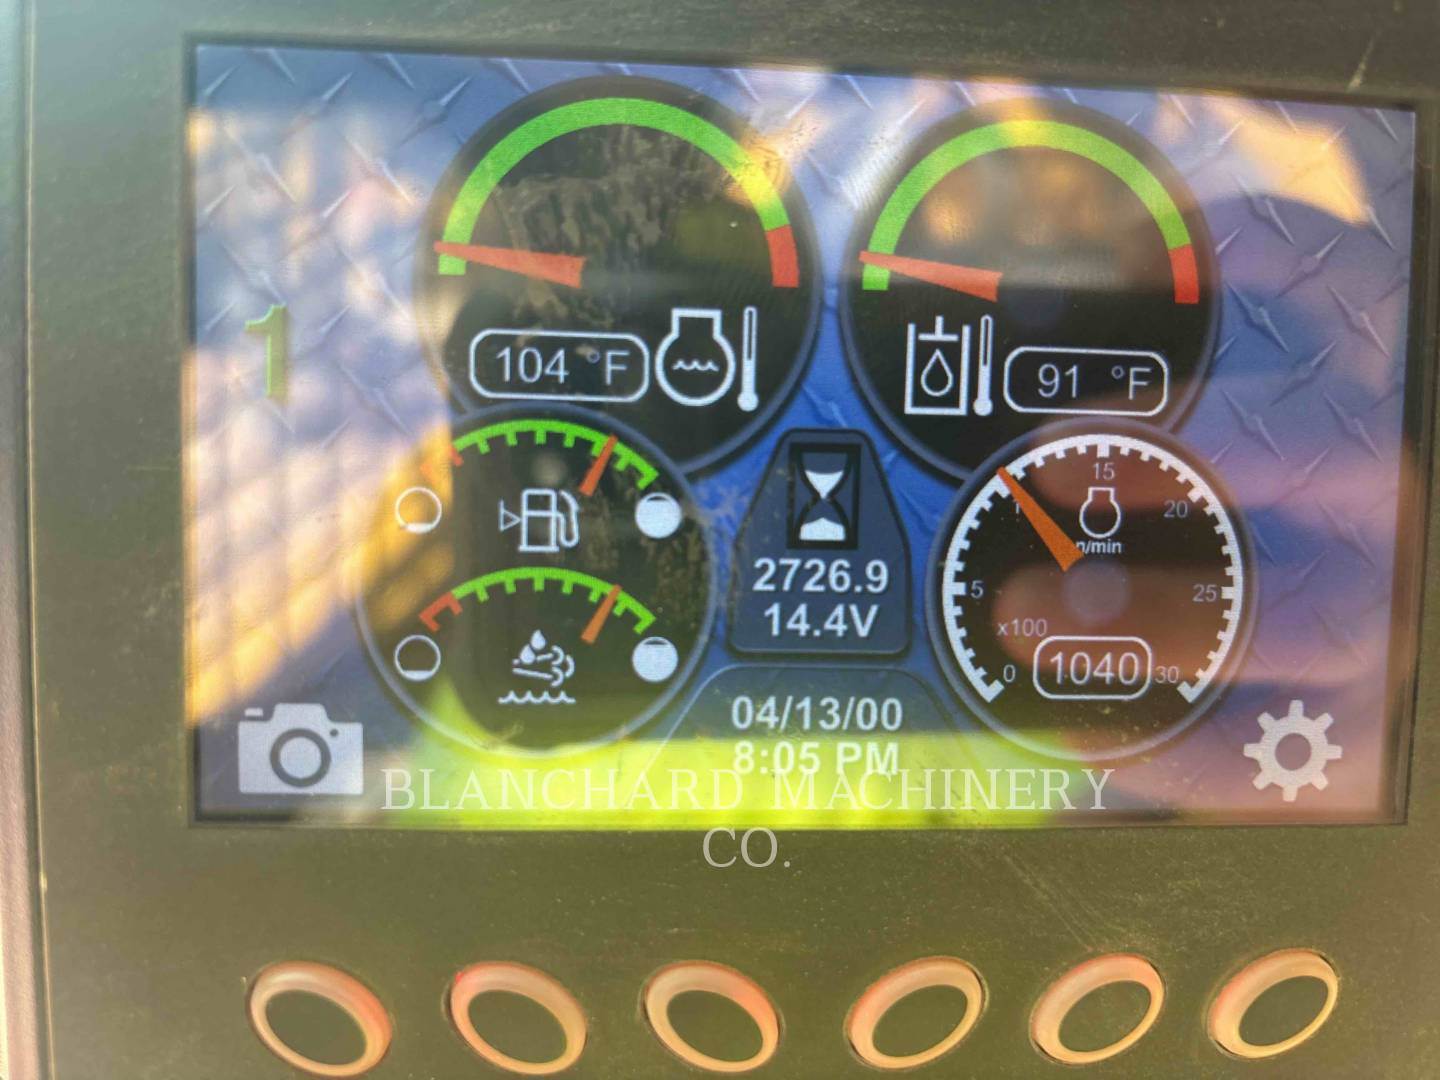 104 °F
91 °F
1
15
20
1
n/min
5
25
x100
0
1040
30
2726.9
14.4V
04/13/00
8:05 PM
BLANCHARD MACHINERY
CO.